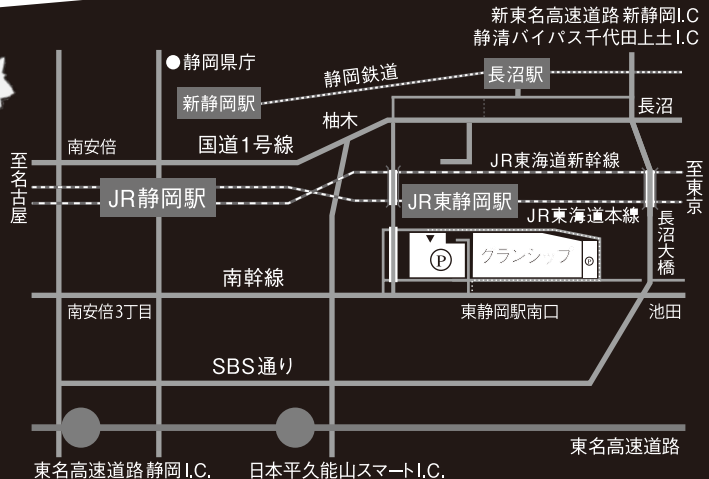 新東名高速道路 新静岡I.C
静清バイパス千代田上土I.C
静岡県庁
静岡鉄道
長沼駅
新静岡駅
長沼
柚木
国道1号線
南安倍
至名古屋
JR静岡駅
JR東海道新幹線
至東京
JR東静岡駅
JR東海道本線
長沼大橋
P
グランシップ
P
南幹線
南安倍3丁目
東静岡駅南口
池田
SBS通り
東名高速道路
東名高速道路 静岡I.C.
日本平久能山スマートI.C.